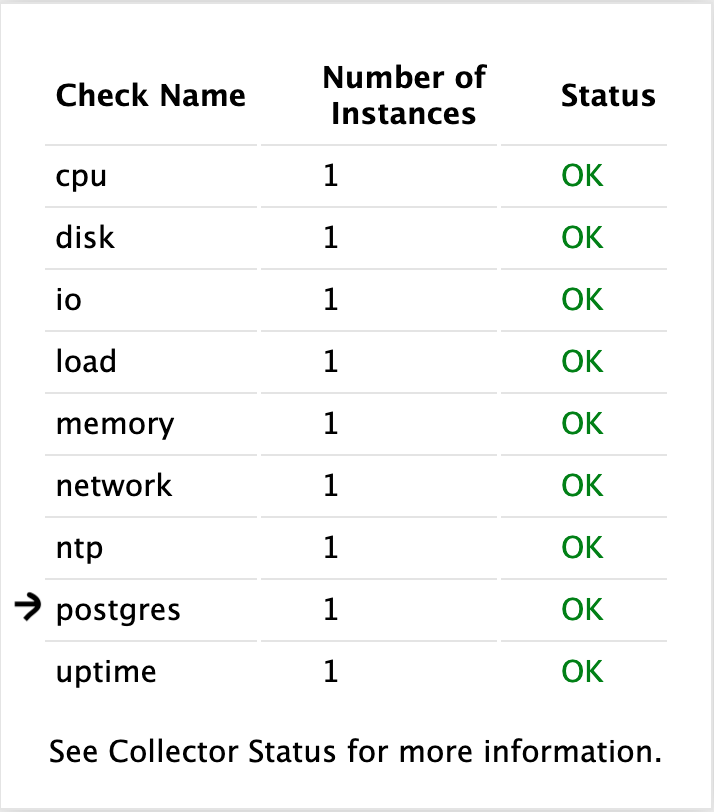 Check Name Number of Instances Status
cpu 1 OK
disk 1 OK
io 1 OK
load 1 OK
memory 1 OK
network 1 OK
ntp 1 OK
→ postgres 1 OK
uptime 1 OK
See Collector Status for more information.